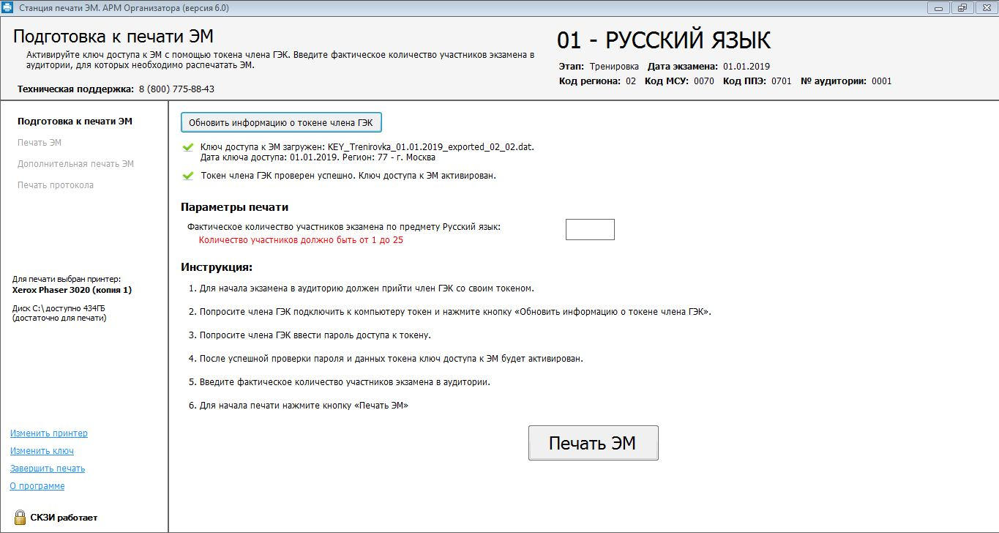 Станция печати ЭМ. АРМ Организатора (версия 6.0)
Подготовка к печати ЭМ
Активируйте ключ доступа к ЭМ с помощью токена члена ГЭК. Введите фактическое количество участников экзамена в
аудитории, для которых необходимо распечатать ЭМ.
Техническая поддержка: 8 (800) 775-88-43
01 - РУССКИЙ ЯЗЫК
Этап: Тренировка Дата экзамена: 01.01.2019
Код региона: 02 Код МСУ: 0070 Код ППЭ: 0701 № аудитории: 0001
Подготовка к печати ЭМ
Печать ЭМ
Дополнительная печать ЭМ
Печать протокола
Для печати выбран принтер:
Xerox Phaser 3020 (копия 1)
Диск C:\ доступно 434ГБ
(достаточно для печати)
Изменить принтер
Изменить ключ
Завершить печать
О программе
СКЗИ работает
Обновить информацию о токене члена ГЭК
Ключ доступа к ЭМ загружен: KEY_Trenirovka_01.01.2019_exported_02_02.dat.
Дата ключа доступа: 01.01.2019. Регион: 77 - г. Москва
Токен члена ГЭК проверен успешно. Ключ доступа к ЭМ активирован.
Параметры печати
Фактическое количество участников экзамена по предмету Русский язык:
Количество участников должно быть от 1 до 25
Инструкция:
1. Для начала экзамена в аудиторию должен прийти член ГЭК со своим токеном.
2. Попросите члена ГЭК подключить к компьютеру токен и нажмите кнопку «Обновить информацию о токене члена ГЭК».
3. Попросите члена ГЭК ввести пароль доступа к токену.
4. После успешной проверки пароля и данных токена ключ доступа к ЭМ будет активирован.
5. Введите фактическое количество участников экзамена в аудитории.
6. Для начала печати нажмите кнопку «Печать ЭМ»
Печать ЭМ